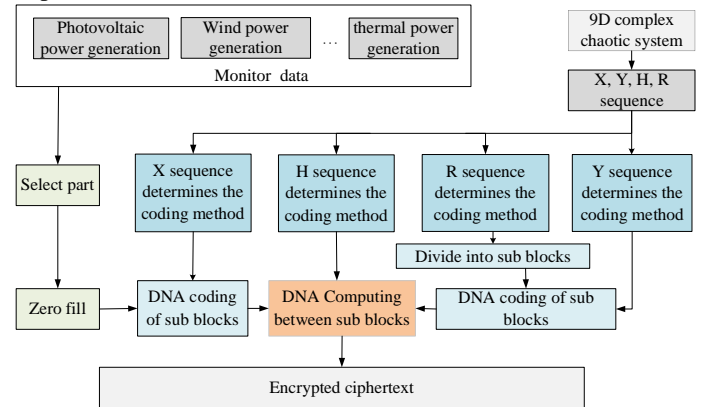 Photovoltaic
power generation
Wind power
generation
...
thermal power
generation
Monitor data
9D complex
chaotic system
X, Y, H, R
sequence
X sequence
determines the
coding method
H sequence
determines the
coding method
R sequence
determines the
coding method
Y sequence
determines the
coding method
Select part
Divide into sub blocks
Zero fill
DNA coding
of sub blocks
DNA Computing
between sub blocks
DNA coding of sub
blocks
Encrypted ciphertext